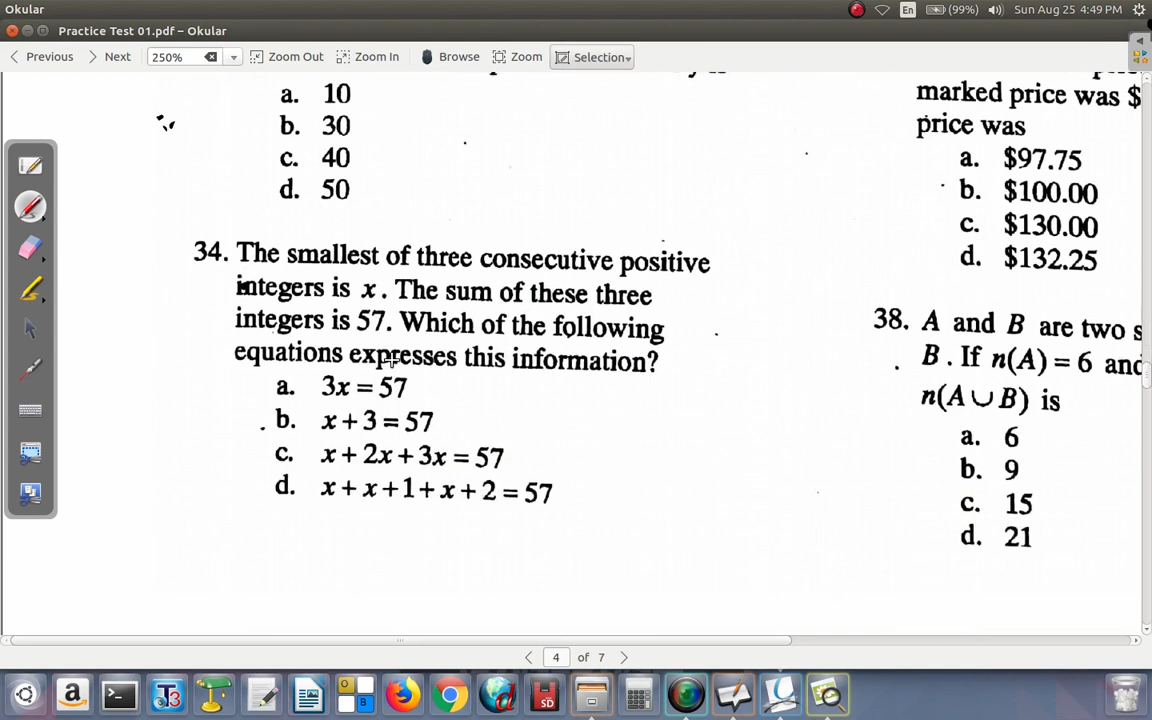 Okular
En
(99%)
Sun Aug 25 4:49 PM
Practice Test 01.pdf – Okular
Previous
Next
250%
Zoom Out
Zoom In
Browse
Zoom
Selection
a. 10
b. 30
c. 40
d. 50
34. The smallest of three consecutive positive
integers is x. The sum of these three
integers is 57. Which of the following
equations expresses this information?
a. 3x = 57
b. x + 3 = 57
c. x + 2x + 3x = 57
d. x + x + 1 + x + 2 = 57
marked price was $
price was
a. $97.75
b. $100.00
c. $130.00
d. $132.25
38. A and B are two s
B. If n(A) = 6 and
n(A ∪ B) is
a. 6
b. 9
c. 15
d. 21
4 of 7